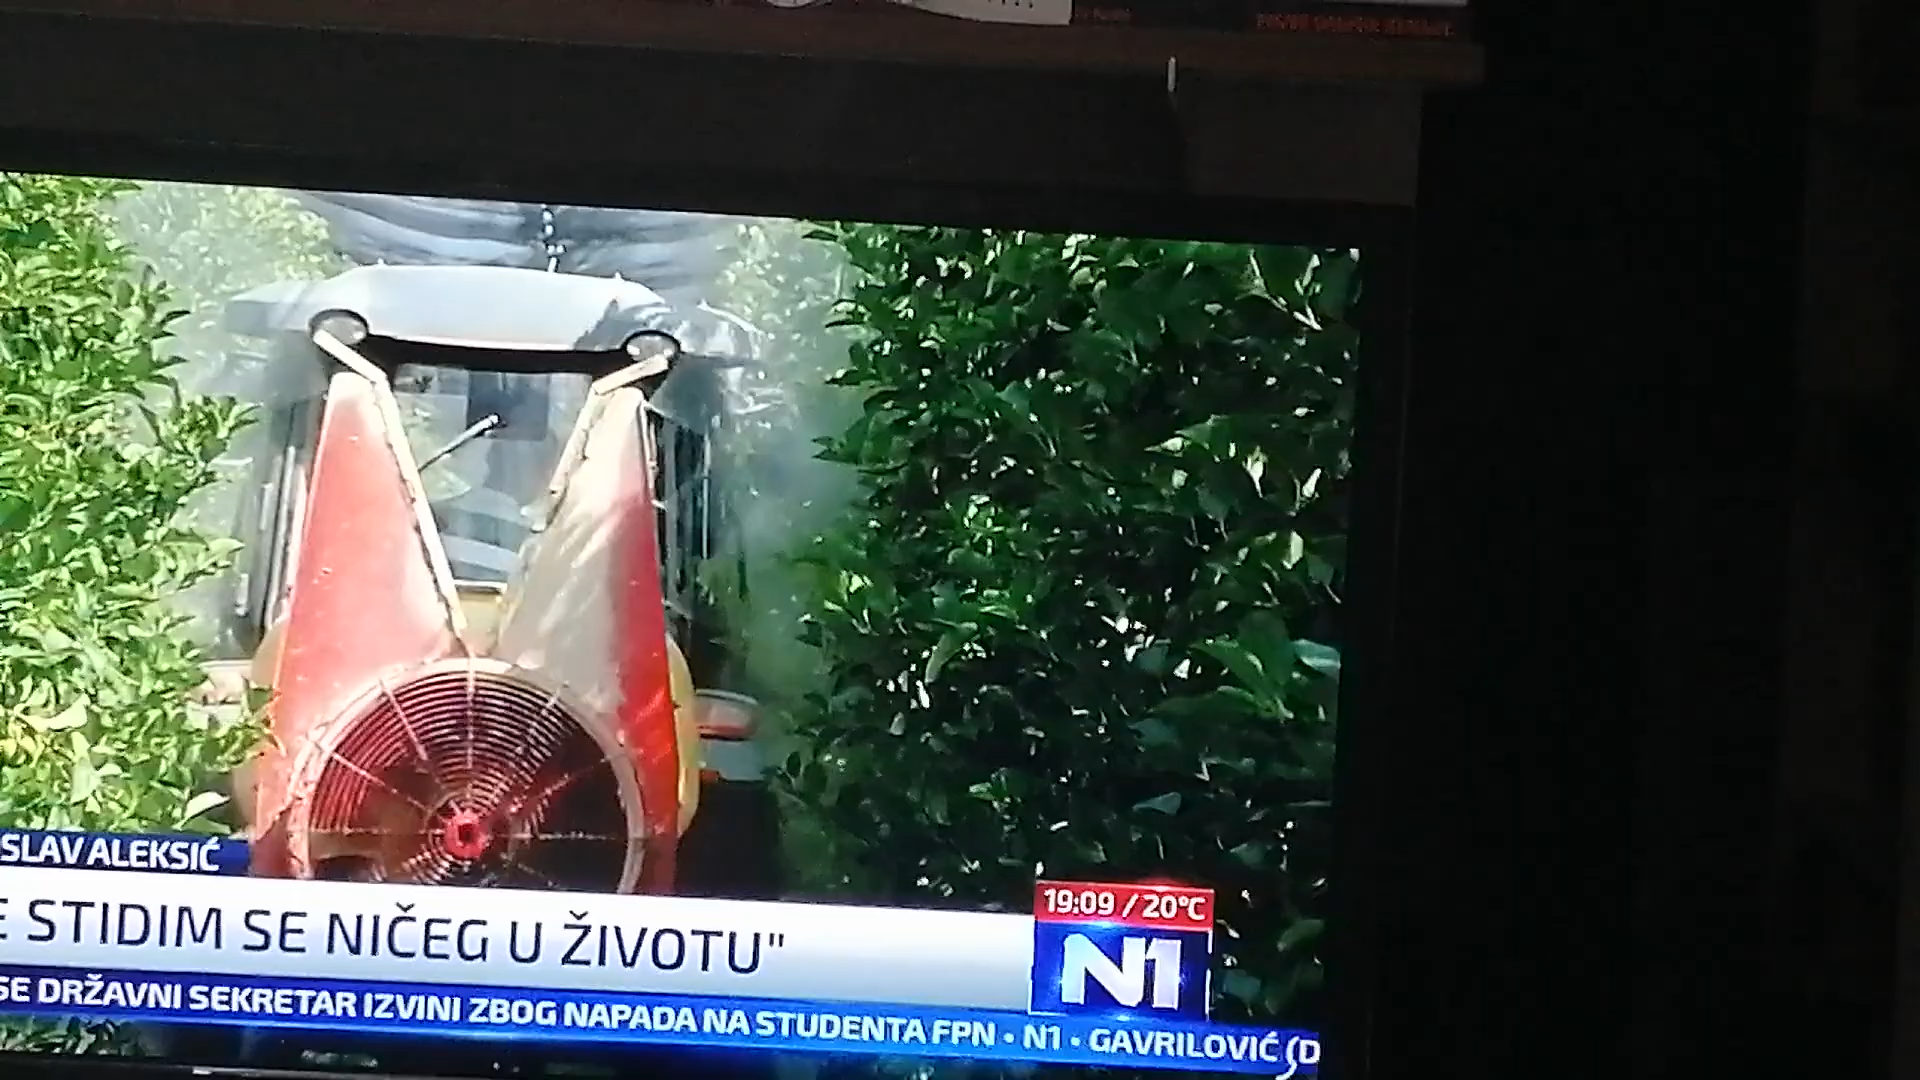 SLAV ALEKSIĆ
19:09 / 20°C
E STIDIM SE NIČEG U ŽIVOTU"
N1
SE DRŽAVNI SEKRETAR IZVINI ZBOG NAPADA NA STUDENTA FPN • N1 • GAVRILOVIĆ (D